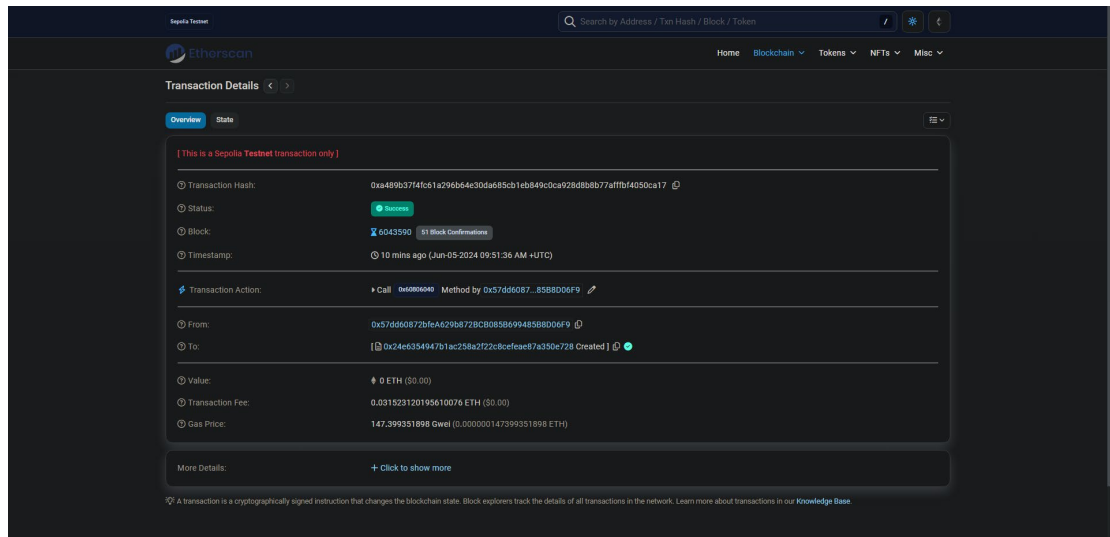 Sepolia Testnet
Search by Address / Txn Hash / Block / Token /
Etherscan
Home Blockchain Tokens NFTs Misc
Transaction Details
Overview State
[ This is a Sepolia Testnet transaction only ]
Transaction Hash: 0xa489b37f4fc61a296b64e30da685cb1eb849c0ca928d8b8b77afffbf4050ca17
Status: Success
Block: 6043590 51 Block Confirmations
Timestamp: 10 mins ago (Jun-05-2024 09:51:36 AM +UTC)
Transaction Action: Call 0x60806040 Method by 0x57dd6087...85B8D06F9
From: 0x57dd60872bfeA629b872BCB085B699485B8D06F9
To: [ 0x24e6354947b1ac258a2f22c8cefeae87a350e728 Created ]
Value: 0 ETH ($0.00)
Transaction Fee: 0.031523120195610076 ETH ($0.00)
Gas Price: 147.399351898 Gwei (0.000000147399351898 ETH)
More Details: + Click to show more
A transaction is a cryptographically signed instruction that changes the blockchain state. Block explorers track the details of all transactions in the network. Learn more about transactions in our Knowledge Base.